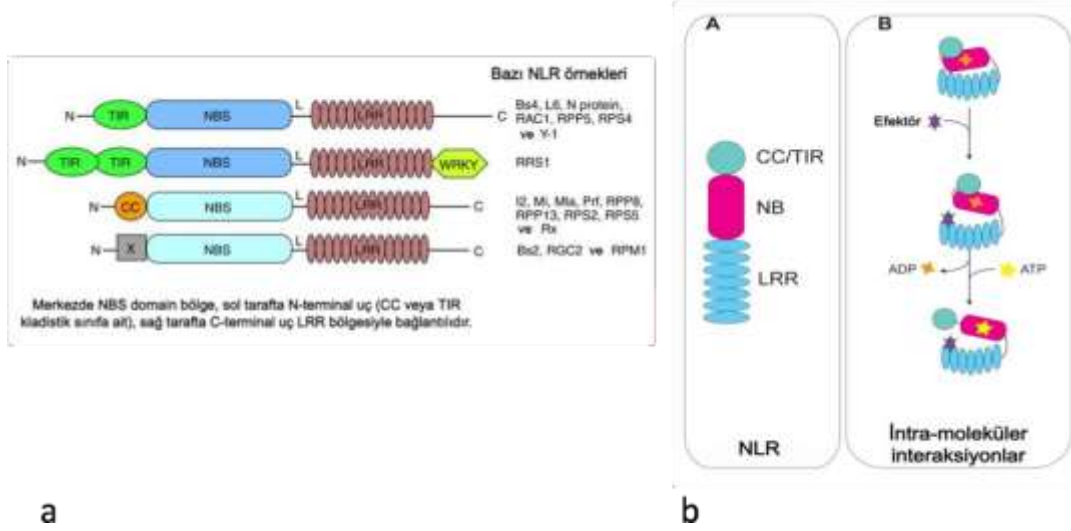 Bazı NLR örnekleri
N TIR NBS L LRR C
Bs4, L6, N protein,
RAC1, RPP5, RPS4
ve Y-1
N TIR TIR NBS L LRR WRKY
RRS1
N CC NBS L LRR C
I2, Mi, Mla, Prf, RPP8,
RPP13, RPS2, RPS5
ve Rx
N X NBS L LRR C
Bs2, RGC2 ve RPM1
Merkezde NBS domain bölge, sol tarafta N-terminal uç (CC veya TIR
kladistik sınıfa ait), sağ tarafta C-terminal uç LRR bölgesiyle bağlantılıdır.
a
A
CC/TIR
NB
LRR
NLR
B
Efektör
ADP ATP
İntra-moleküler
interaksiyonlar
b